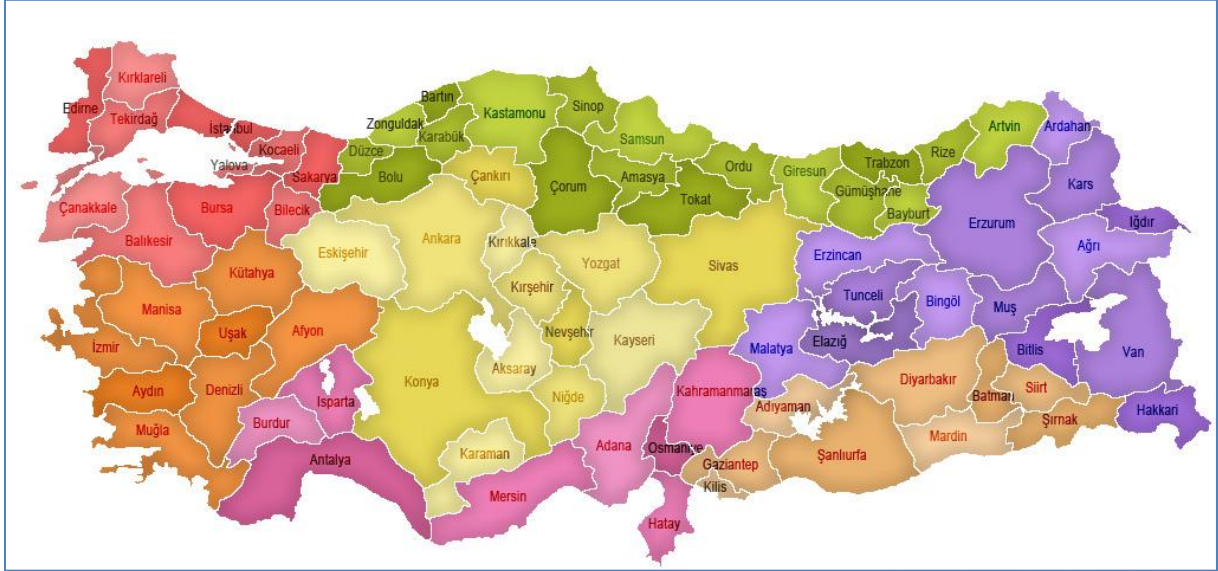 Kırklareli
Edirne
Tekirdağ
İstanbul
Kocaeli
Yalova
Sakarya
Çanakkale
Bursa
Bilecik
Balıkesir
Bartın
Zonguldak
Karabük
Kastamonu
Sinop
Samsun
Düzce
Bolu
Çankırı
Çorum
Amasya
Tokat
Ordu
Giresun
Trabzon
Rize
Artvin
Gümüşhane
Bayburt
Ardahan
Kars
Iğdır
Erzurum
Ağrı
Erzincan
Tunceli
Bingöl
Muş
Elazığ
Malatya
Bitlis
Van
Hakkari
Eskişehir
Ankara
Kırıkkale
Yozgat
Sivas
Kırşehir
Nevşehir
Kayseri
Aksaray
Konya
Niğde
Karaman
Kütahya
Manisa
Uşak
Afyon
İzmir
Aydın
Denizli
Muğla
Isparta
Burdur
Antalya
Mersin
Adana
Osmaniye
Kahramanmaraş
Hatay
Adıyaman
Gaziantep
Kilis
Şanlıurfa
Diyarbakır
Batman
Siirt
Şırnak
Mardin